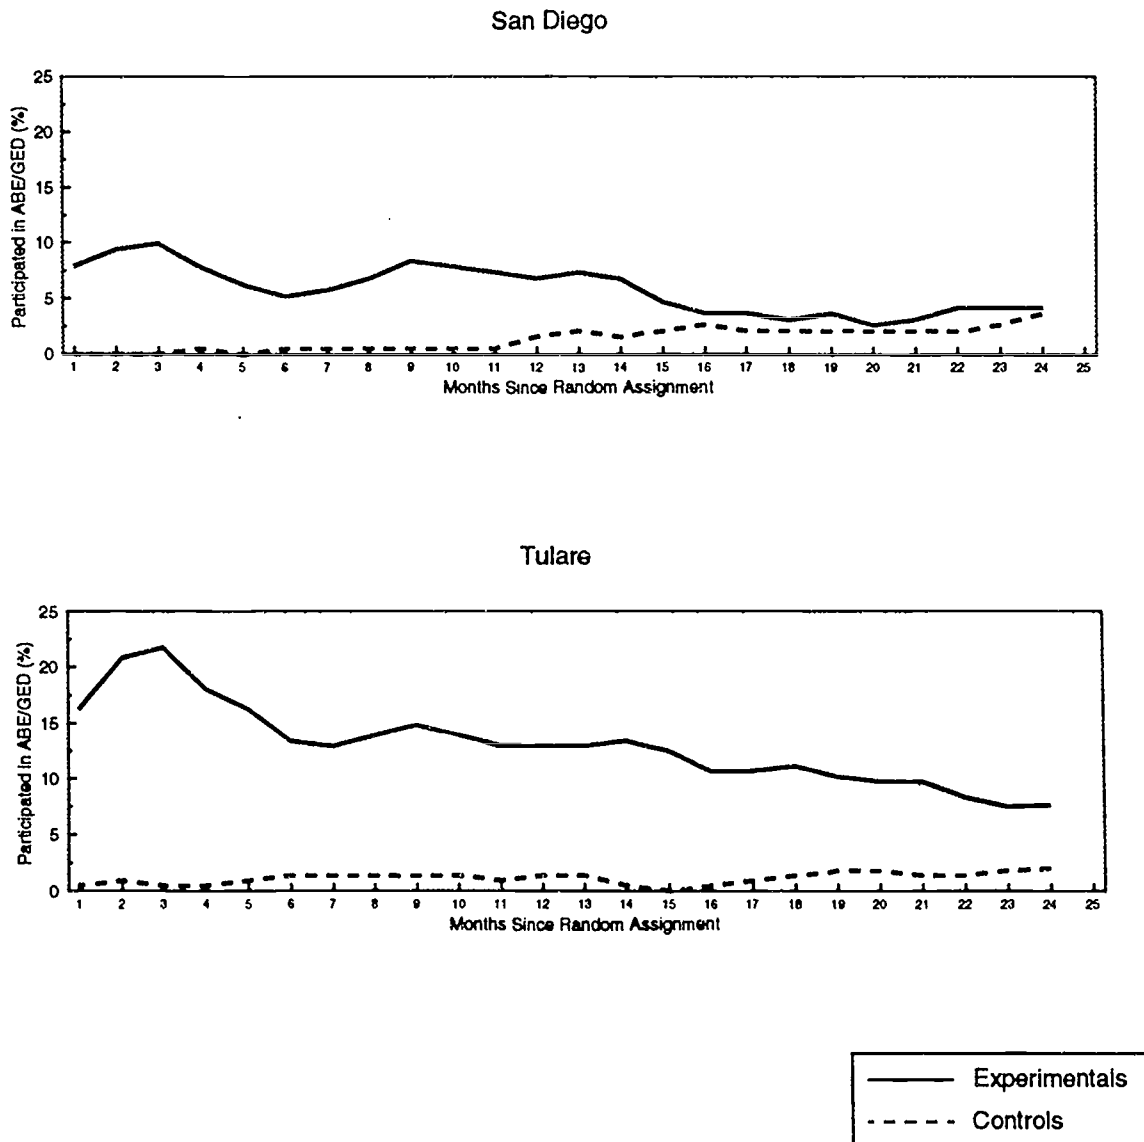 San Diego
Participated in ABE/GED (%)
25
20
15
10
5
0
1 2 3 4 5 6 7 8 9 10 11 12 13 14 15 16 17 18 19 20 21 22 23 24 25
Months Since Random Assignment
Tulare
Participated in ABE/GED (%)
25
20
15
10
5
0
1 2 3 4 5 6 7 8 9 10 11 12 13 14 15 16 17 18 19 20 21 22 23 24 25
Months Since Random Assignment
Experimentals
Controls